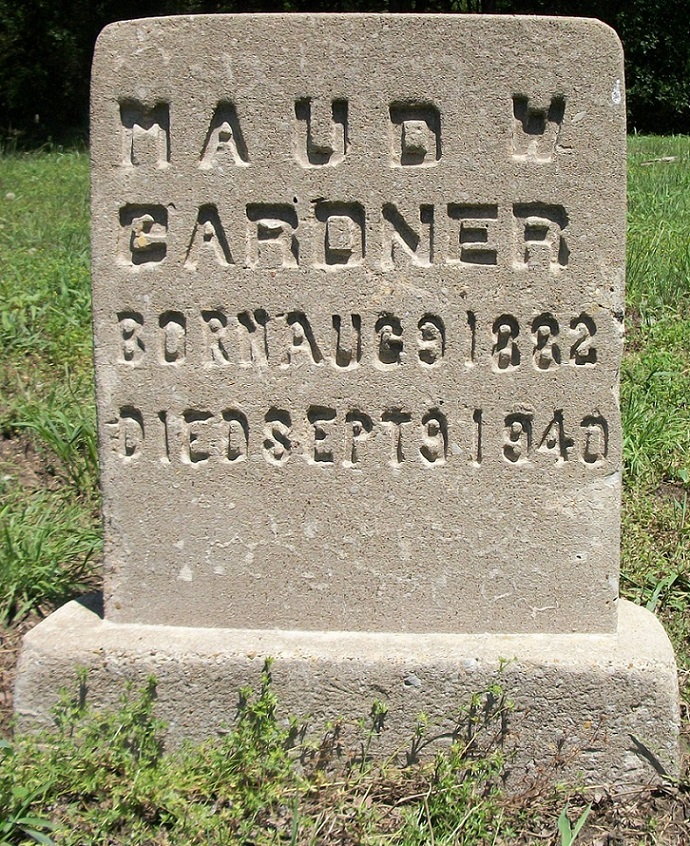 MAUD W
GARDNER
BORN AUG 9 1882
DIED SEPT 9 1940